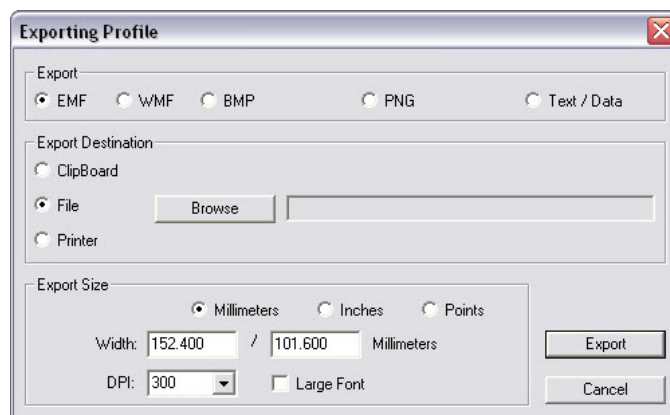 Exporting Profile
Export
EMF WMF BMP PNG Text / Data
Export Destination
ClipBoard
File Browse
Printer
Export Size
Millimeters Inches Points
Width: 152.400 / 101.600 Millimeters
Export
DPI: 300 Large Font
Cancel